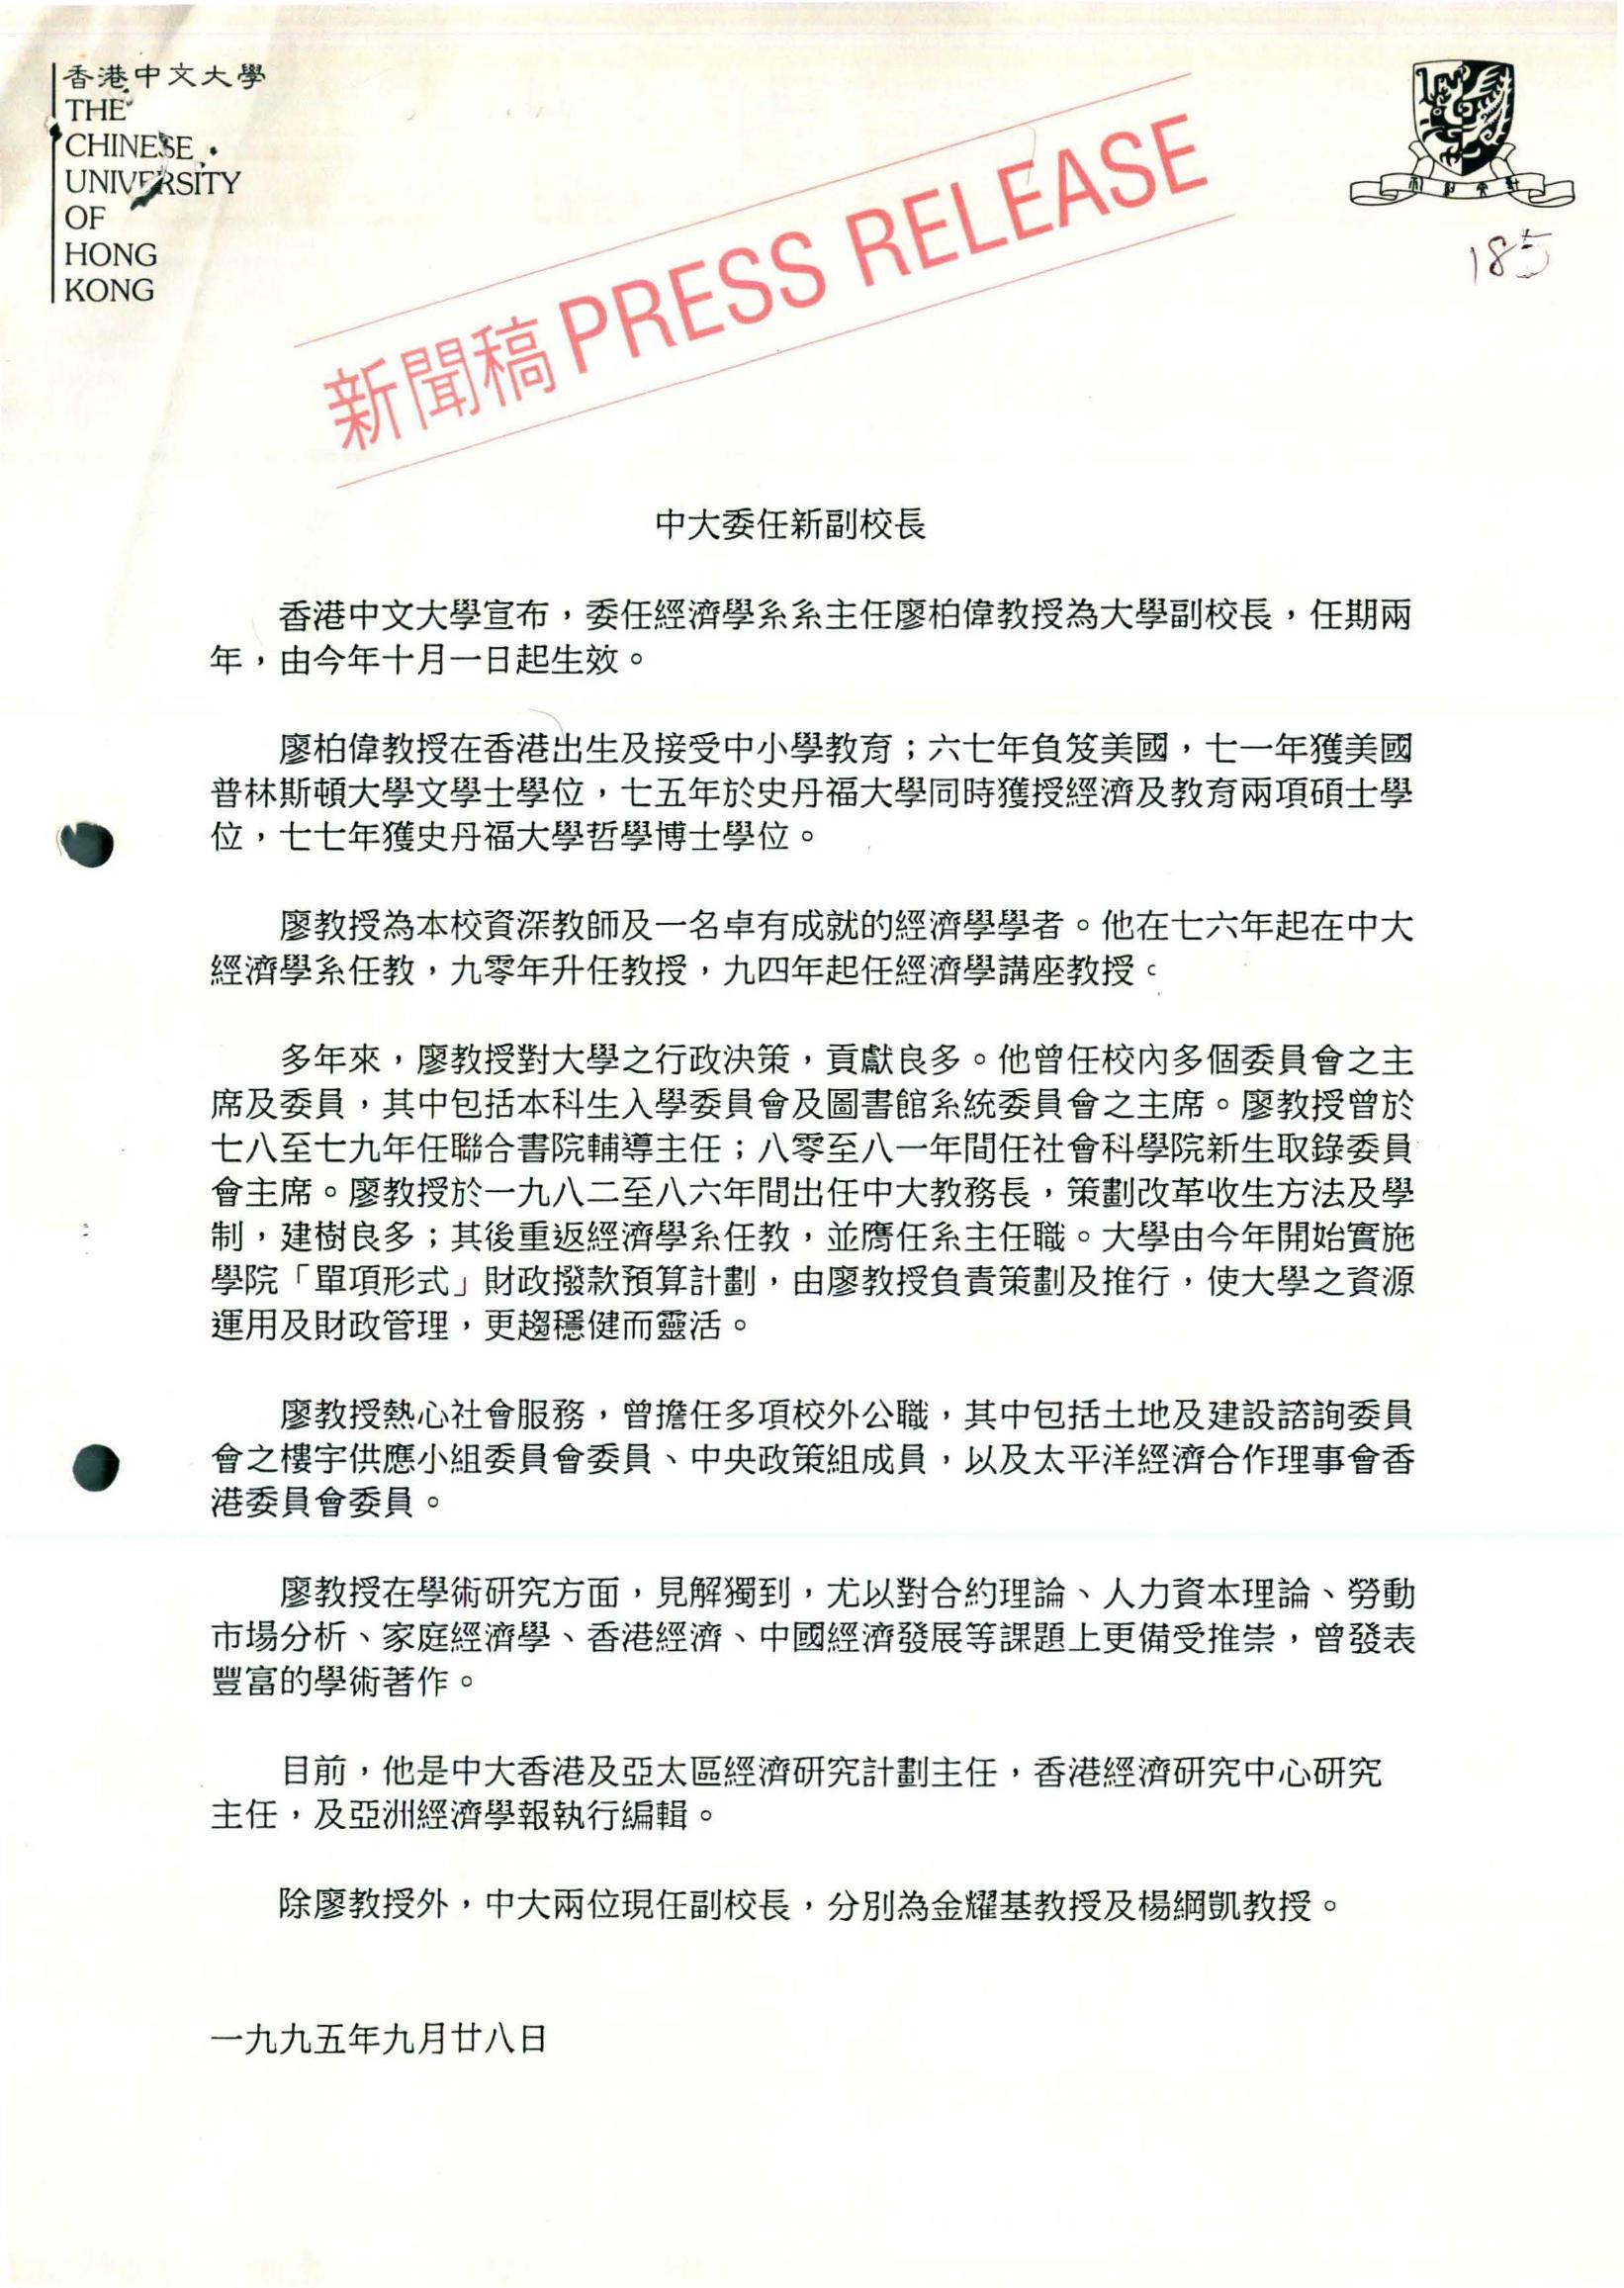 香港中文大學
THE
CHINESE
UNIVERSITY
OF
HONG
KONG
新聞稿 PRESS RELEASE
185
中大委任新副校長
香港中文大學宣布，委任經濟學系系主任廖柏偉教授為大學副校長，任期兩
年，由今年十月一日起生效。
廖柏偉教授在香港出生及接受中小學教育；六七年負笈美國，七一年獲美國
普林斯頓大學文學士學位，七五年於史丹福大學同時獲授經濟及教育兩項碩士學
位，七七年獲史丹福大學哲學博士學位。
廖教授為本校資深教師及一名卓有成就的經濟學學者。他在七六年起在中大
經濟學系任教，九零年升任教授，九四年起任經濟學講座教授。
多年來，廖教授對大學之行政決策，貢獻良多。他曾任校內多個委員會之主
席及委員，其中包括本科生入學委員會及圖書館系統委員會之主席。廖教授曾於
七八至七九年任聯合書院輔導主任；八零至八一年間任社會科學院新生取錄委員
會主席。廖教授於一九八二至八六年間出任中大教務長，策劃改革收生方法及學
制，建樹良多；其後重返經濟學系任教，並膺任系主任職。大學由今年開始實施
學院「單項形式」財政撥款預算計劃，由廖教授負責策劃及推行，使大學之資源
運用及財政管理，更趨穩健而靈活。
廖教授熱心社會服務，曾擔任多項校外公職，其中包括土地及建設諮詢委員
會之樓宇供應小組委員會委員、中央政策組成員，以及太平洋經濟合作理事會香
港委員會委員。
廖教授在學術研究方面，見解獨到，尤以對合約理論、人力資本理論、勞動
市場分析、家庭經濟學、香港經濟、中國經濟發展等課題上更備受推崇，曾發表
豐富的學術著作。
目前，他是中大香港及亞太區經濟研究計劃主任，香港經濟研究中心研究
主任，及亞洲經濟學報執行編輯。
除廖教授外，中大兩位現任副校長，分別為金耀基教授及楊綱凱教授。
一九九五年九月廿八日